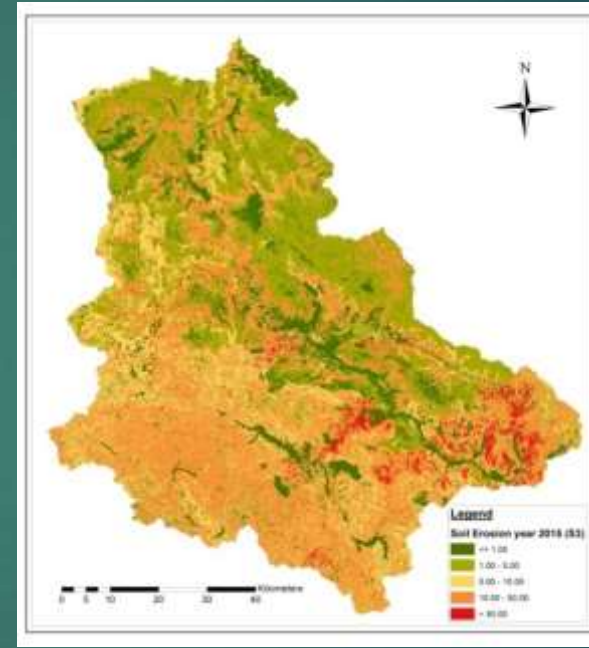 N
Legend
Soil Erosion year 2015 (S3)
<= 1.00
1.00 - 5.00
5.00 - 10.00
10.00 - 50.00
> 50.00
0 5 10 20 30 40 Kilometers